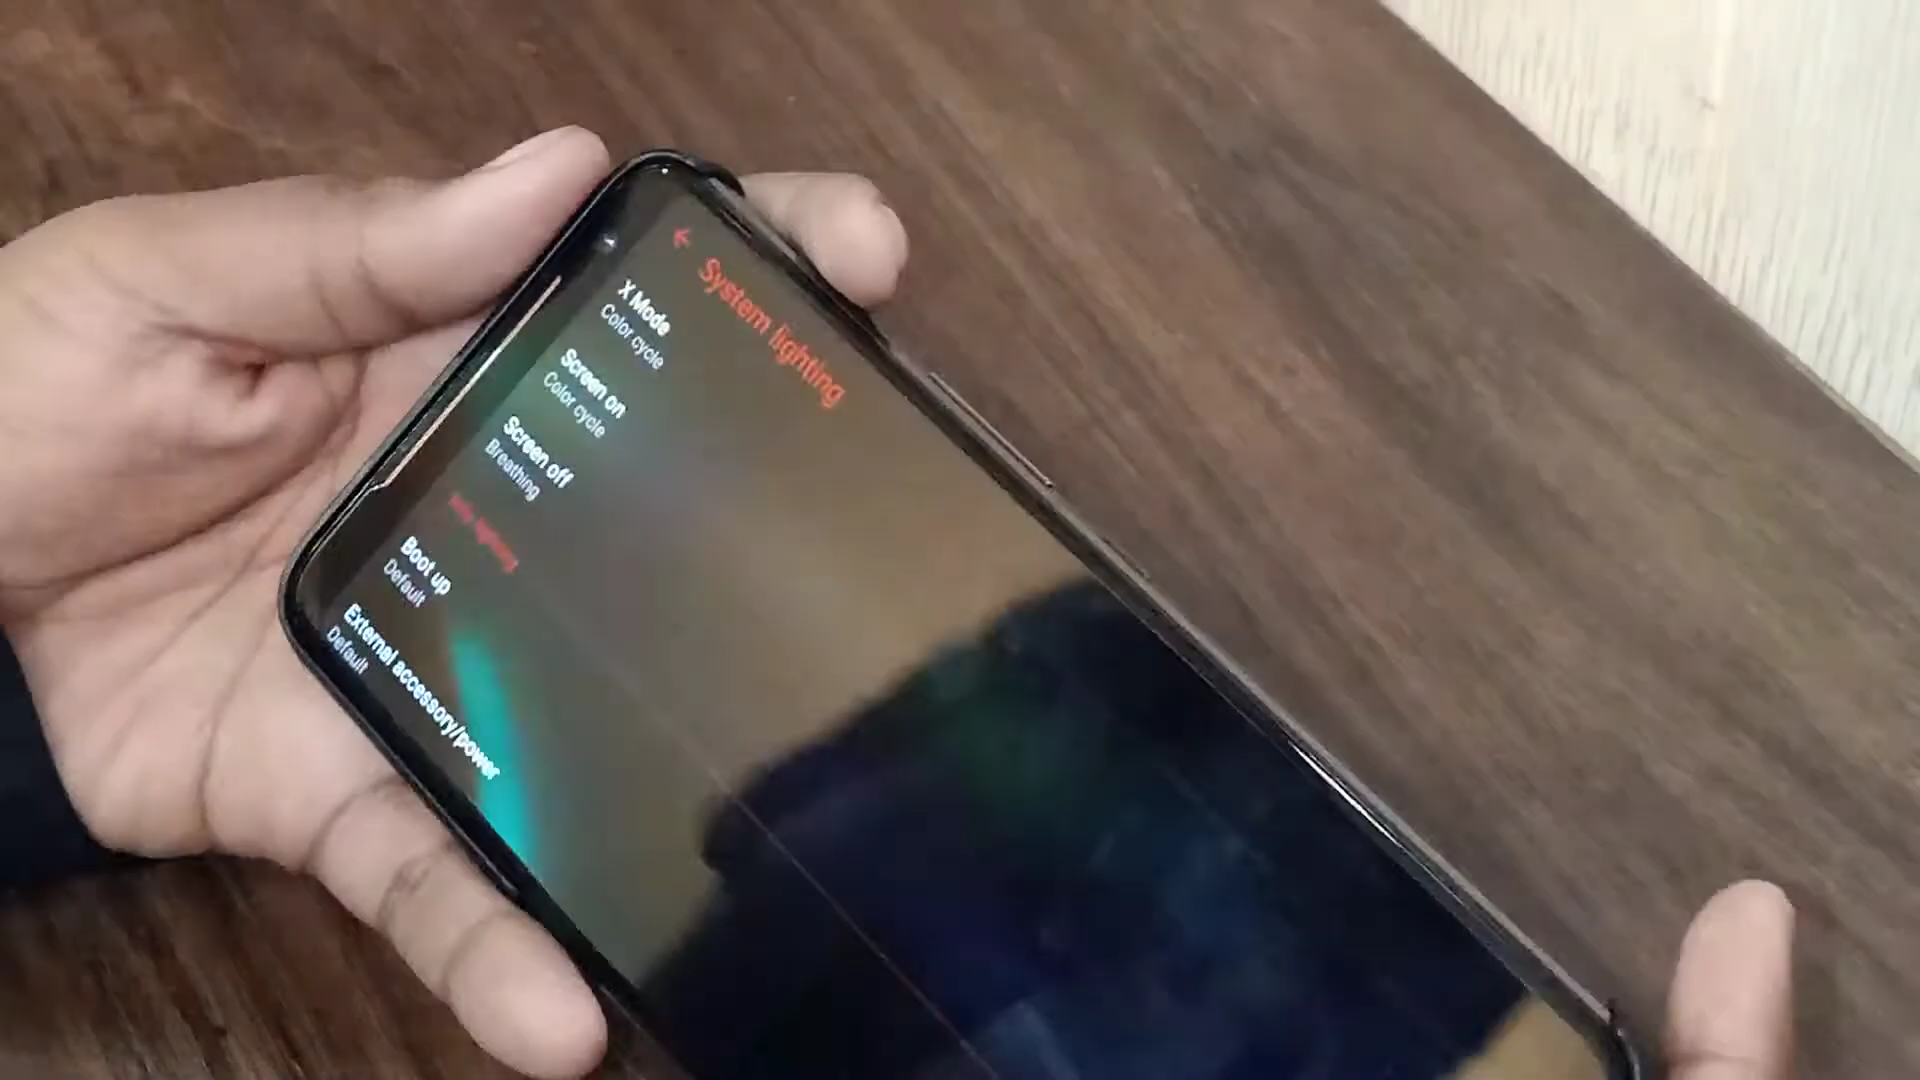 System lighting
X Mode
Color cycle
Screen on
Color cycle
Screen off
Breathing
lighting
Boot up
Default
External accessory/power
Default